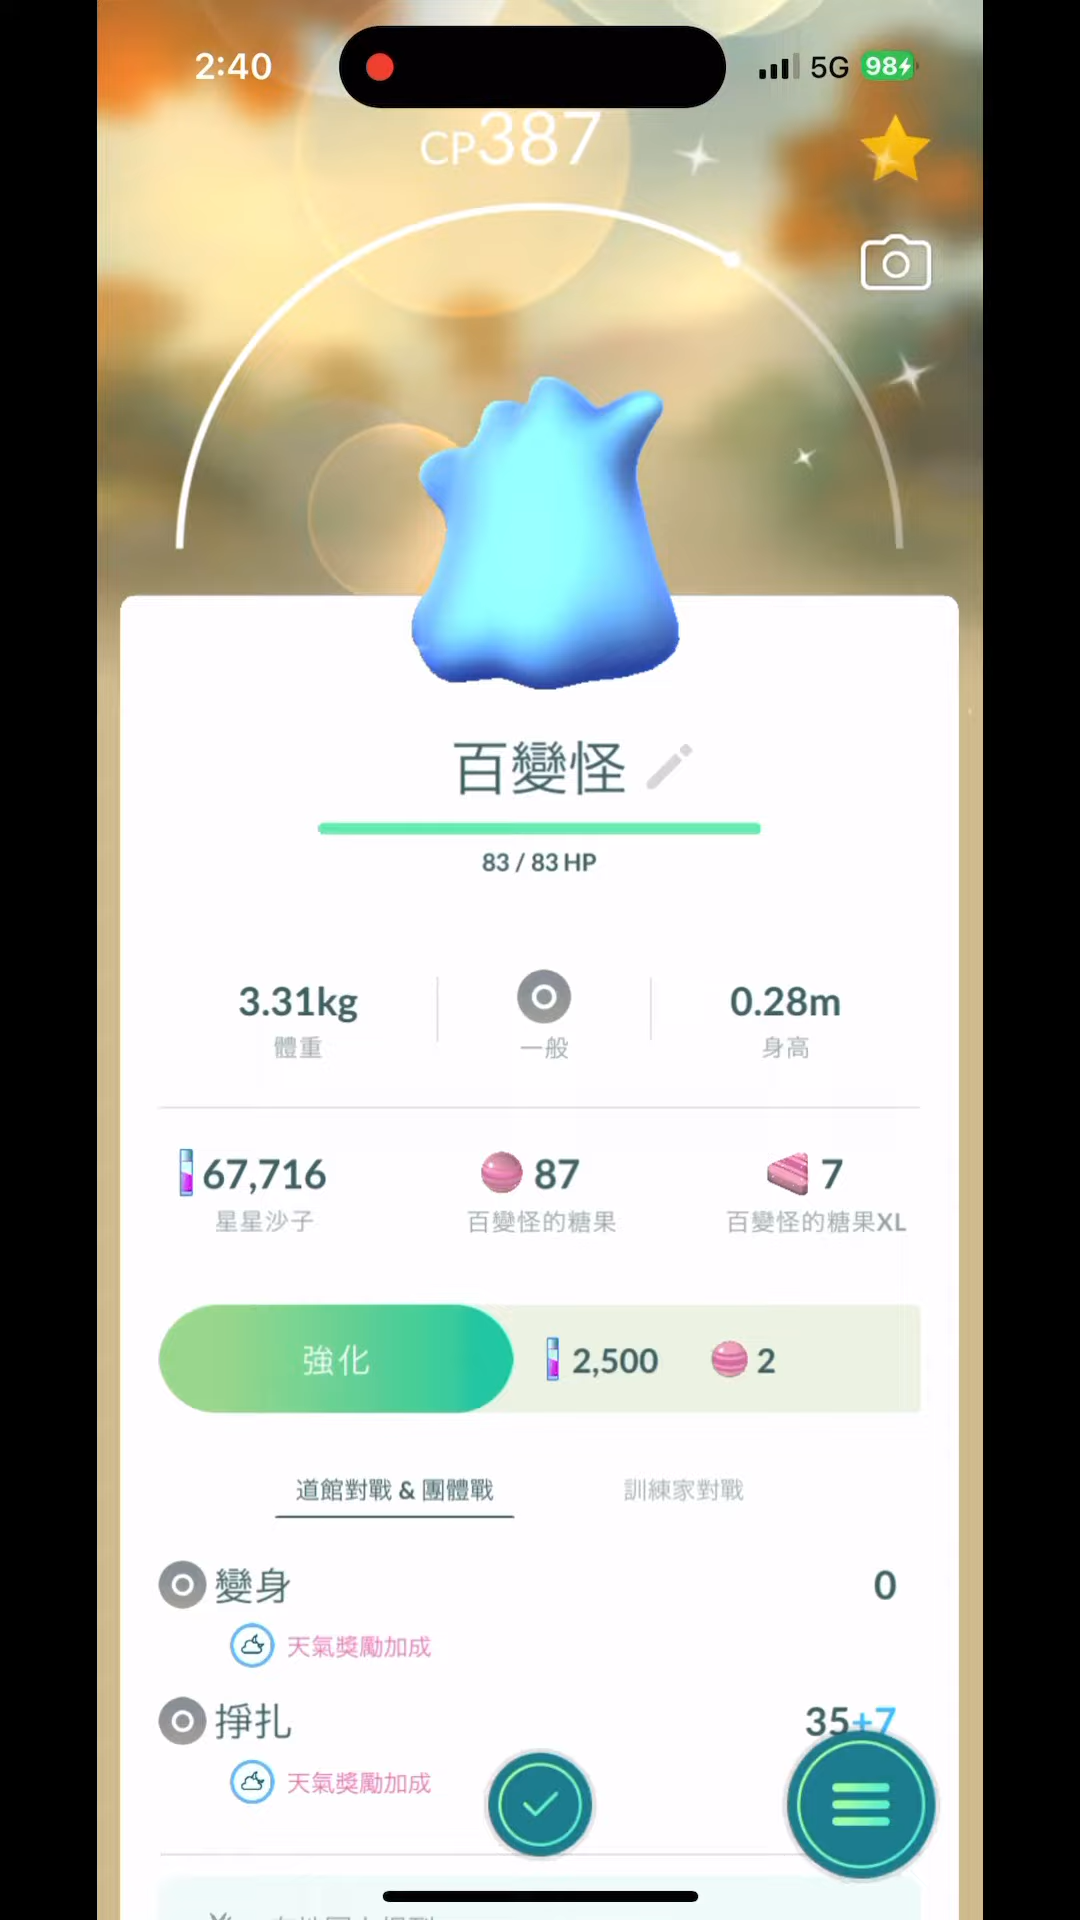 2:40
5G
98
CP387
百變怪
83 / 83 HP
3.31kg
一般
0.28m
體重
身高
67,716
87
7
星星沙子
百變怪的糖果
百變怪的糖果XL
強化
2,500
2
道館對戰 & 團體戰
訓練家對戰
變身
0
天氣獎勵加成
掙扎
35+7
天氣獎勵加成